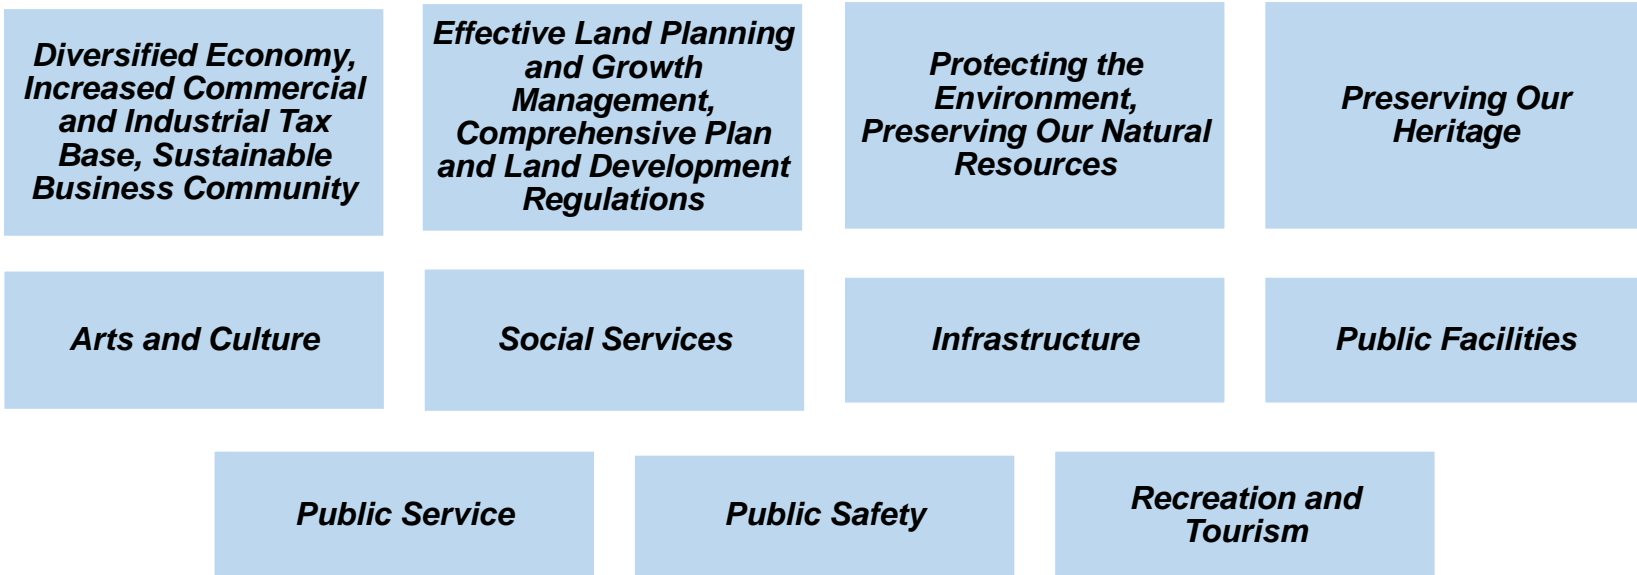 Diversified Economy,
Increased Commercial
and Industrial Tax
Base, Sustainable
Business Community
Effective Land Planning
and Growth
Management,
Comprehensive Plan
and Land Development
Regulations
Protecting the
Environment,
Preserving Our Natural
Resources
Preserving Our
Heritage
Arts and Culture
Social Services
Infrastructure
Public Facilities
Public Service
Public Safety
Recreation and
Tourism